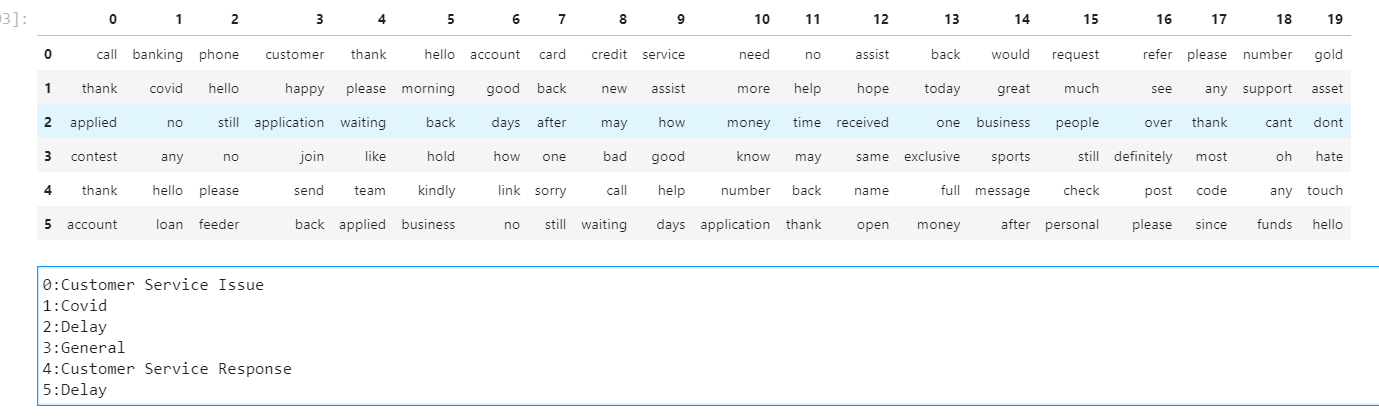 03]: 0 1 2 3 4 5 6 7 8 9 10 11 12 13 14 15 16 17 18 19
0 call banking phone customer thank hello account card credit service need no assist back would request refer please number gold
1 thank covid hello happy please morning good back new assist more help hope today great much see any support asset
2 applied no still application waiting back days after may how money time received one business people over thank cant dont
3 contest any no join like hold how one bad good know may same exclusive sports still definitely most oh hate
4 thank hello please send team kindly link sorry call help number back name full message check post code any touch
5 account loan feeder back applied business no still waiting days application thank open money after personal please since funds hello
0:Customer Service Issue
1:Covid
2:Delay
3:General
4:Customer Service Response
5:Delay